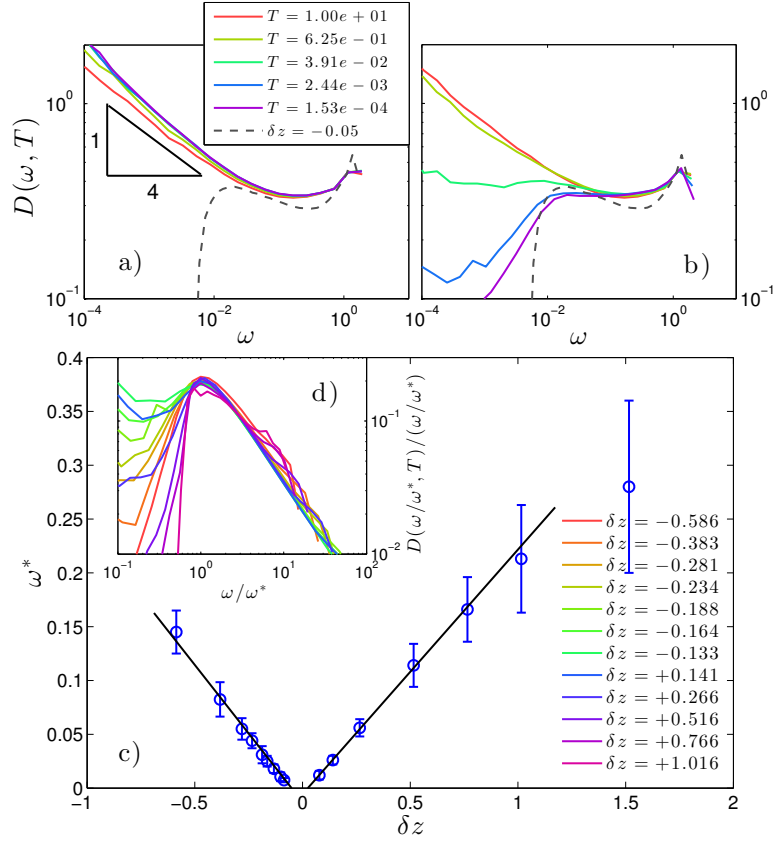 T = 1.00e + 01
T = 6.25e − 01
T = 3.91e − 02
T = 2.44e − 03
T = 1.53e − 04
δz = −0.05
D(ω, T)
10^0
10^-1
1
4
a)
b)
10^0
10^-1
10^-4 10^-2 10^0
ω
10^-4 10^-2 10^0
ω
0.4
0.35
0.3
0.25
0.2
0.15
0.1
0.05
0
ω*
d)
10^-1
10^-2
D(ω/ω*, T)/(ω/ω*)
10^-1 10^0 10^1 10^2
ω/ω*
c)
δz = −0.586
δz = −0.383
δz = −0.281
δz = −0.234
δz = −0.188
δz = −0.164
δz = −0.133
δz = +0.141
δz = +0.266
δz = +0.516
δz = +0.766
δz = +1.016
−1 −0.5 0 0.5 1 1.5 2
δz